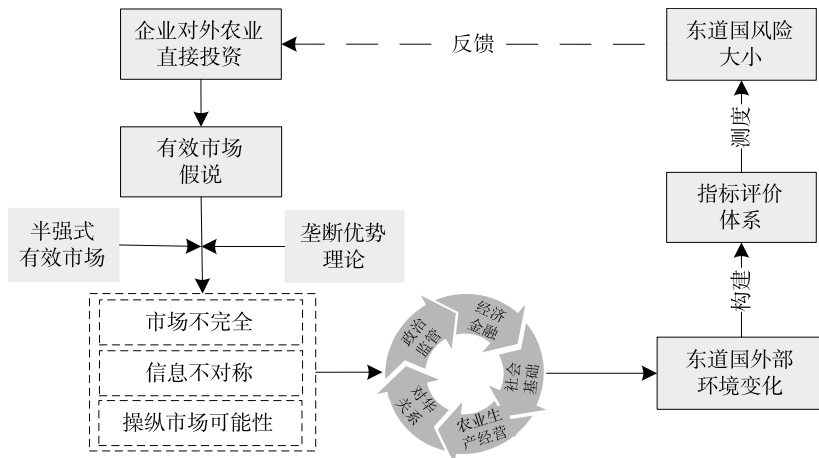 企业对外农业
直接投资
反馈
东道国风险
大小
测度
有效市场
假说
指标评价
体系
半强式
有效市场
垄断优势
理论
构建
市场不完全
信息不对称
操纵市场可能性
政治
监管
经济
金融
社会
基础
农业生
产经营
对华
关系
东道国外部
环境变化